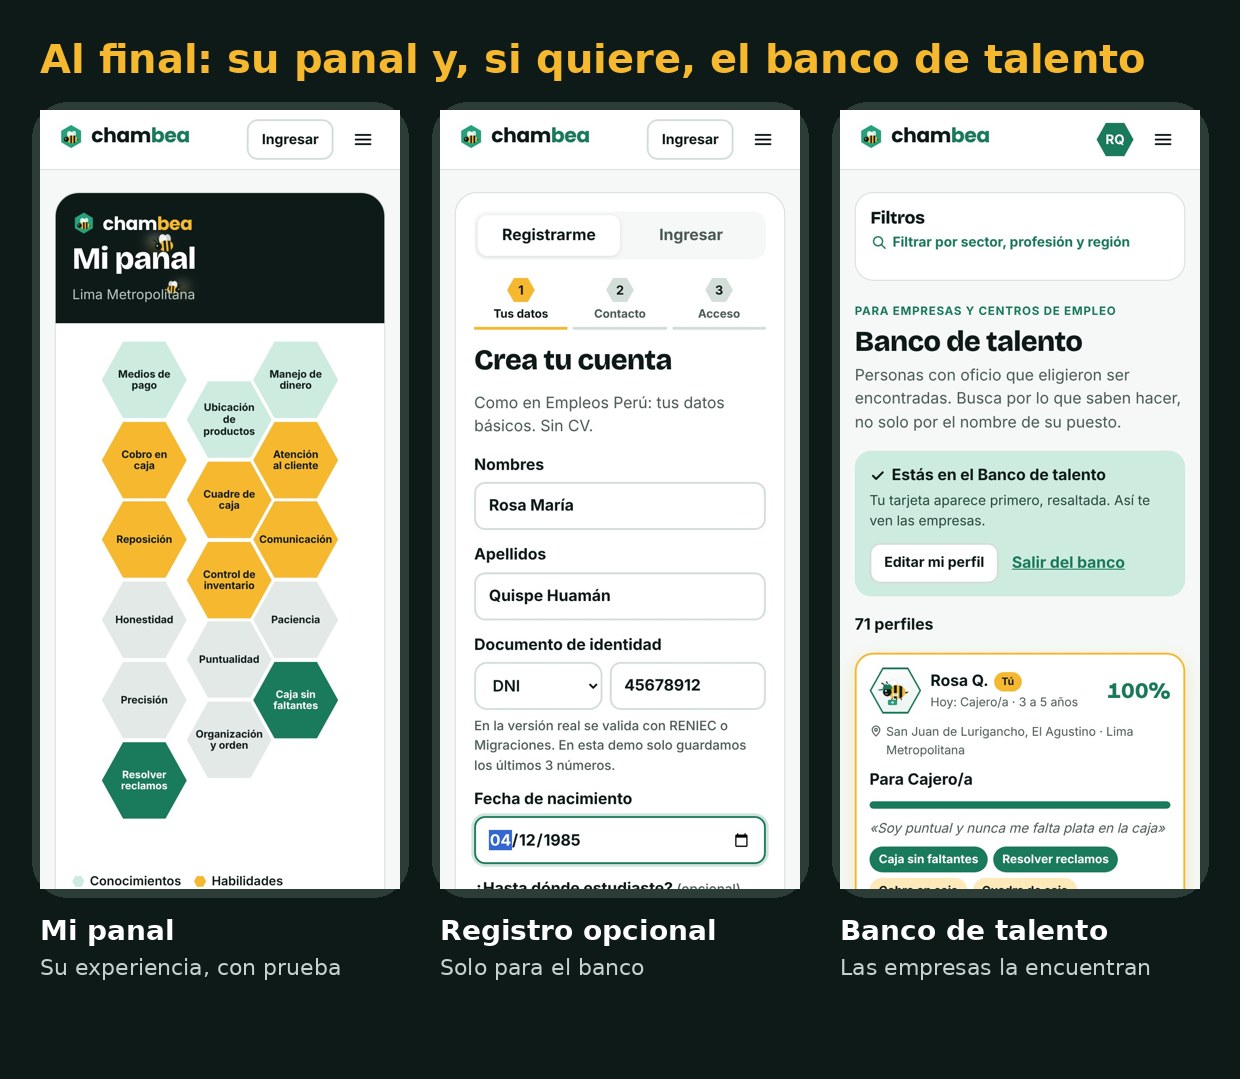 Al final: su panal y, si quiere, el banco de talento
chambea
Ingresar
chambea
Mi panal
Lima Metropolitana
Medios de
pago
Manejo de
dinero
Ubicación
de
productos
Cobro en
caja
Atención
al cliente
Cuadre de
caja
Reposición
Comunicación
Control de
inventario
Honestidad
Paciencia
Puntualidad
Precisión
Caja sin
faltantes
Organización
y orden
Resolver
reclamos
Conocimientos
Habilidades
Mi panal
Su experiencia, con prueba
chambea
Ingresar
Registrarme
Ingresar
1
2
3
Tus datos
Contacto
Acceso
Crea tu cuenta
Como en Empleos Perú: tus datos
básicos. Sin CV.
Nombres
Rosa María
Apellidos
Quispe Huamán
Documento de identidad
DNI
45678912
En la versión real se valida con RENIEC o
Migraciones. En esta demo solo guardamos
los últimos 3 números.
Fecha de nacimiento
04/12/1985
¿Hasta dónde estudiaste? (opcional)
Registro opcional
Solo para el banco
chambea
RQ
Filtros
Filtrar por sector, profesión y región
PARA EMPRESAS Y CENTROS DE EMPLEO
Banco de talento
Personas con oficio que eligieron ser
encontradas. Busca por lo que saben hacer,
no solo por el nombre de su puesto.
Estás en el Banco de talento
Tu tarjeta aparece primero, resaltada. Así te
ven las empresas.
Editar mi perfil
Salir del banco
71 perfiles
Rosa Q.
Tú
100%
Hoy: Cajero/a · 3 a 5 años
San Juan de Lurigancho, El Agustino · Lima
Metropolitana
Para Cajero/a
«Soy puntual y nunca me falta plata en la caja»
Caja sin faltantes
Resolver reclamos
Cobro en caja
Cuadre de caja
Banco de talento
Las empresas la encuentran